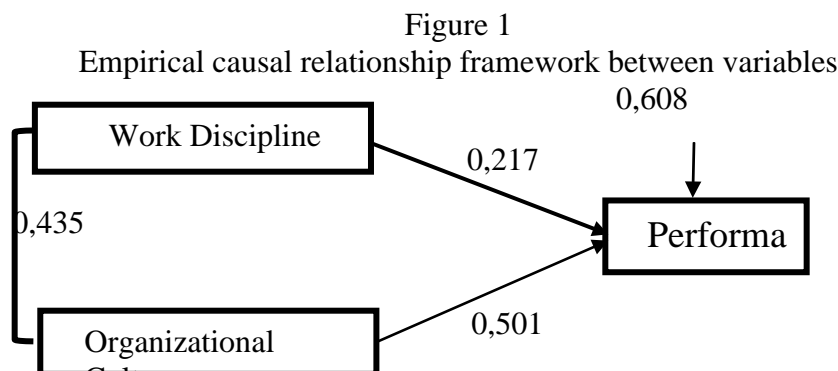 Figure 1
Empirical causal relationship framework between variables
0,608
Work Discipline
0,217
0,435
Performa
0,501
Organizational